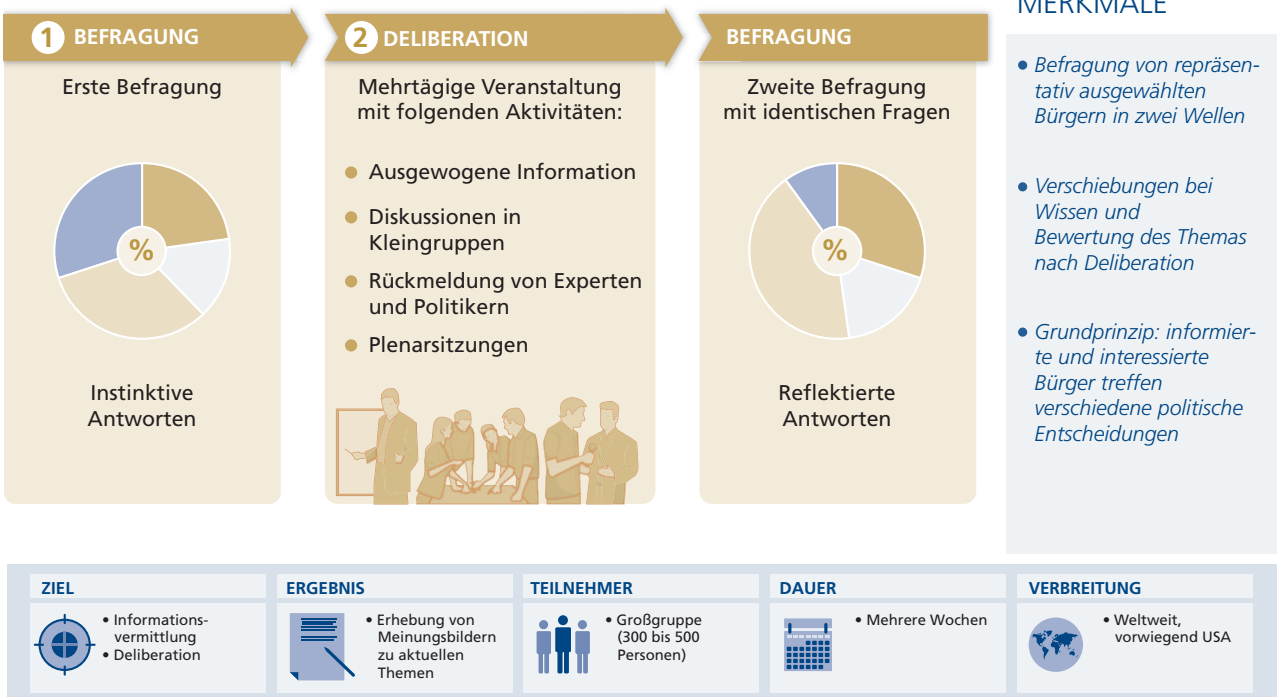 MERKMALE
1 BEFRAGUNG
Erste Befragung
%
Instinktive
Antworten
2 DELIBERATION
Mehrtägige Veranstaltung
mit folgenden Aktivitäten:
• Ausgewogene Information
• Diskussionen in
Kleingruppen
• Rückmeldung von Experten
und Politikern
• Plenarsitzungen
BEFRAGUNG
Zweite Befragung
mit identischen Fragen
%
Reflektierte
Antworten
• Befragung von repräsen-
tativ ausgewählten
Bürgern in zwei Wellen
• Verschiebungen bei
Wissen und
Bewertung des Themas
nach Deliberation
• Grundprinzip: informier-
te und interessierte
Bürger treffen
verschiedene politische
Entscheidungen
ZIEL
• Informations-
vermittlung
• Deliberation
ERGEBNIS
• Erhebung von
Meinungsbildern
zu aktuellen
Themen
TEILNEHMER
• Großgruppe
(300 bis 500
Personen)
DAUER
• Mehrere Wochen
VERBREITUNG
• Weltweit,
vorwiegend USA